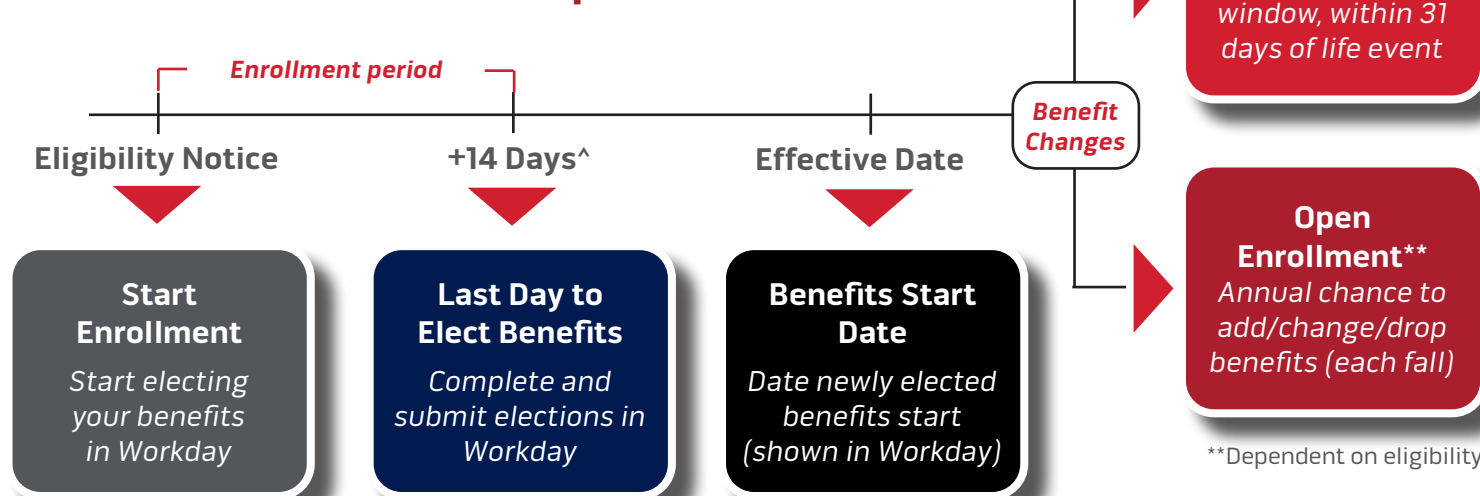 window, within 31
days of life event
Enrollment period
Benefit
Changes
Eligibility Notice
+14 Days^
Effective Date
Start
Enrollment
Start electing
your benefits
in Workday
Last Day to
Elect Benefits
Complete and
submit elections in
Workday
Benefits Start
Date
Date newly elected
benefits start
(shown in Workday)
Open
Enrollment**
Annual chance to
add/change/drop
benefits (each fall)
**Dependent on eligibility